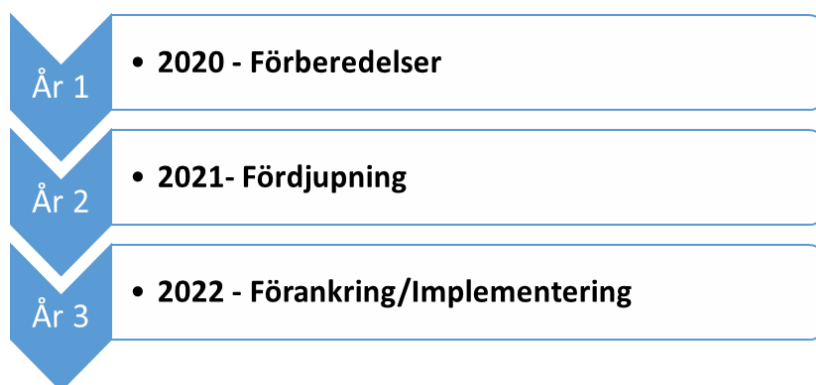 År 1
• 2020 - Förberedelser
År 2
• 2021- Fördjupning
År 3
• 2022 - Förankring/Implementering